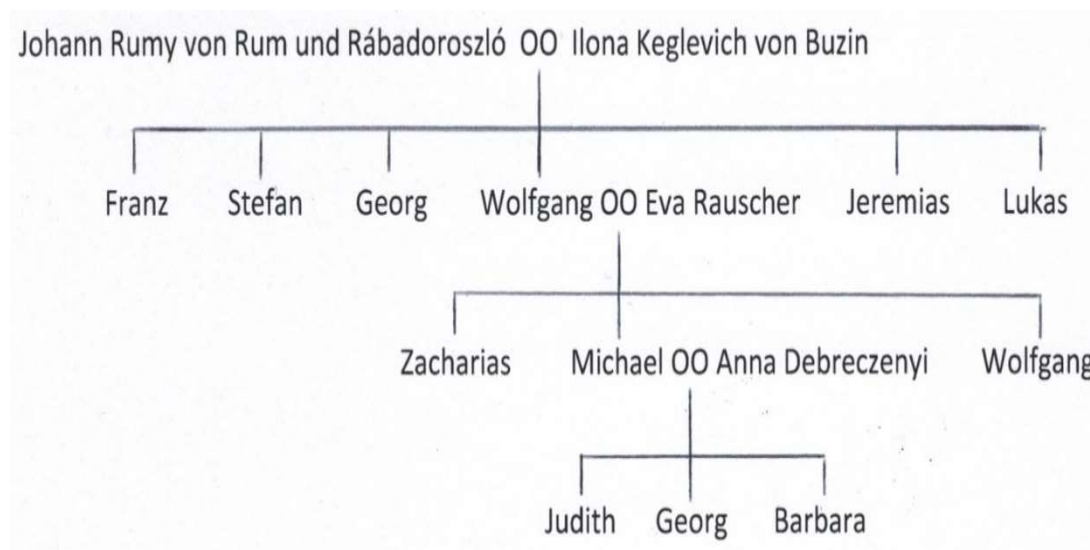 Johann Rumy von Rum und Rábadoroszló OO Ilona Keglevich von Buzin
Franz Stefan Georg Wolfgang OO Eva Rauscher Jeremias Lukas
Zacharias Michael OO Anna Debreczenyi Wolfgang
Judith Georg Barbara